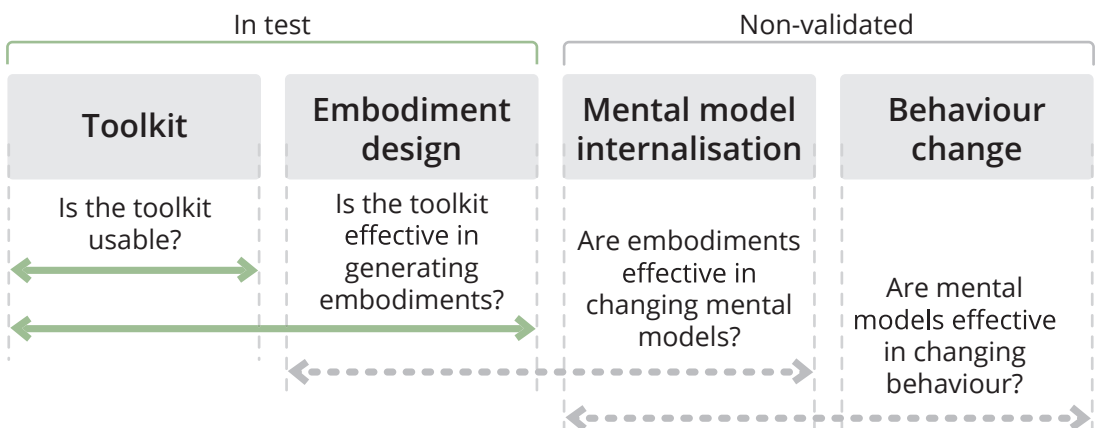 In test
Non-validated
Toolkit
Embodiment
design
Mental model
internalisation
Behaviour
change
Is the toolkit
usable?
Is the toolkit
effective in
generating
embodiments?
Are embodiments
effective in
changing mental
models?
Are mental
models effective
in changing
behaviour?